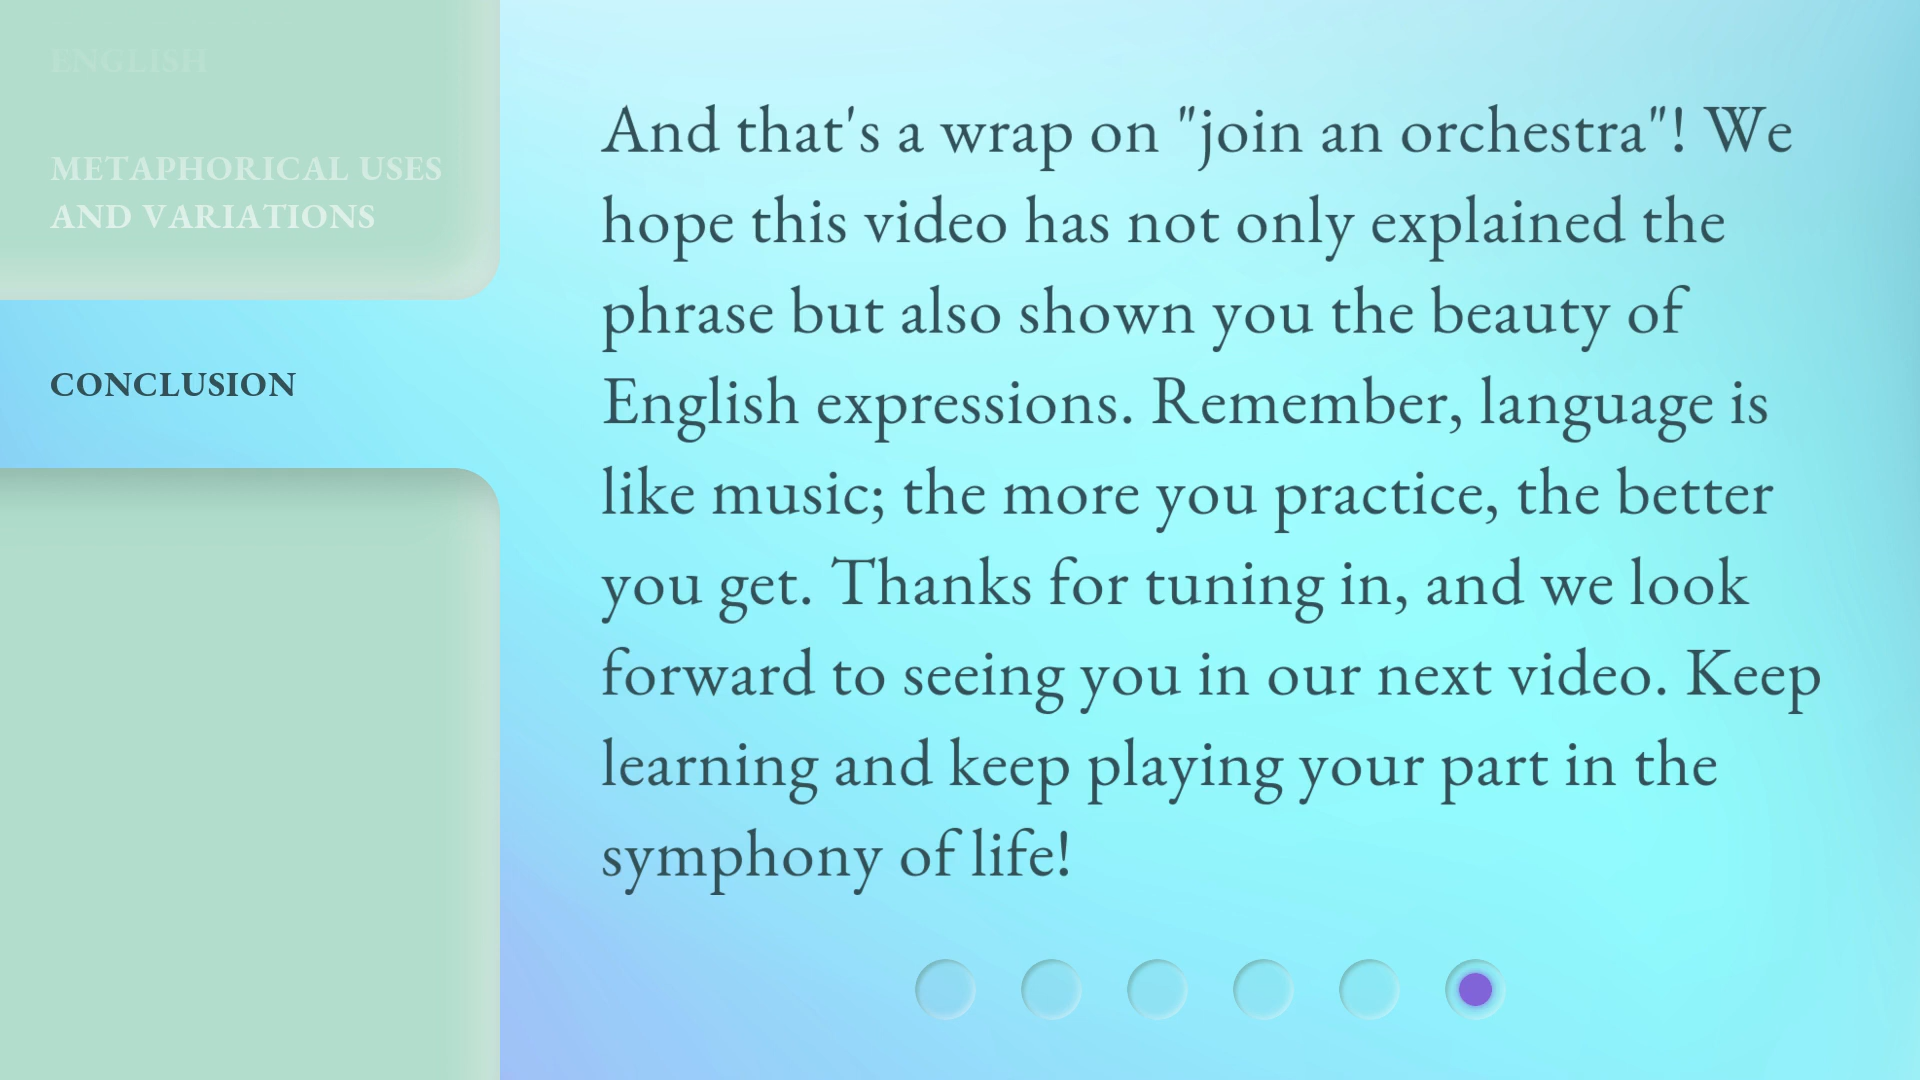 ENGLISH
METAPHORICAL USES
AND VARIATIONS
CONCLUSION
And that's a wrap on "join an orchestra"! We
hope this video has not only explained the
phrase but also shown you the beauty of
English expressions. Remember, language is
like music; the more you practice, the better
you get. Thanks for tuning in, and we look
forward to seeing you in our next video. Keep
learning and keep playing your part in the
symphony of life!